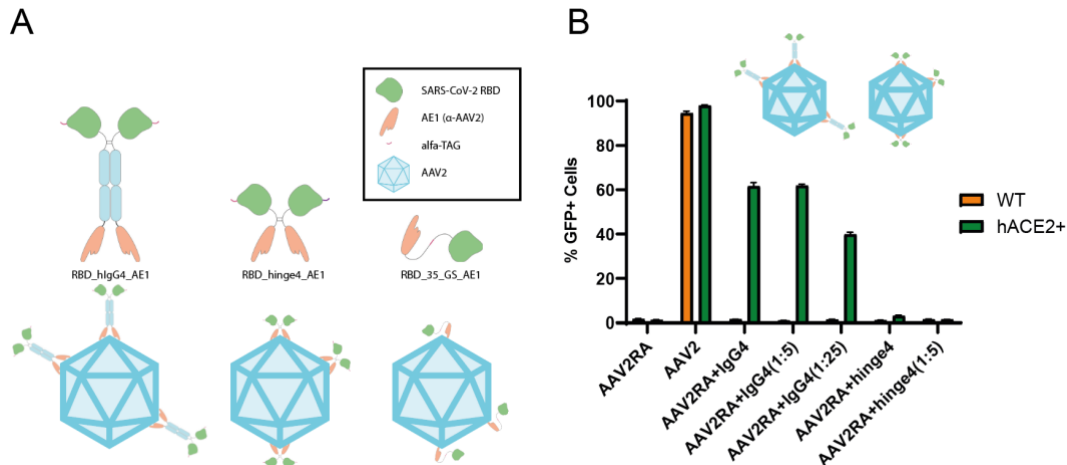 A
SARS-CoV-2 RBD
AE1 (α-AAV2)
alfa-TAG
AAV2
RBD_hIgG4_AE1
RBD_hinge4_AE1
RBD_35_GS_AE1
B
% GFP+ Cells
100
80
60
40
20
0
AAV2RA
AAV2
AAV2RA+IgG4
AAV2RA+IgG4(1:5)
AAV2RA+IgG4(1:25)
AAV2RA+hinge4
AAV2RA+hinge4(1:5)
WT
hACE2+